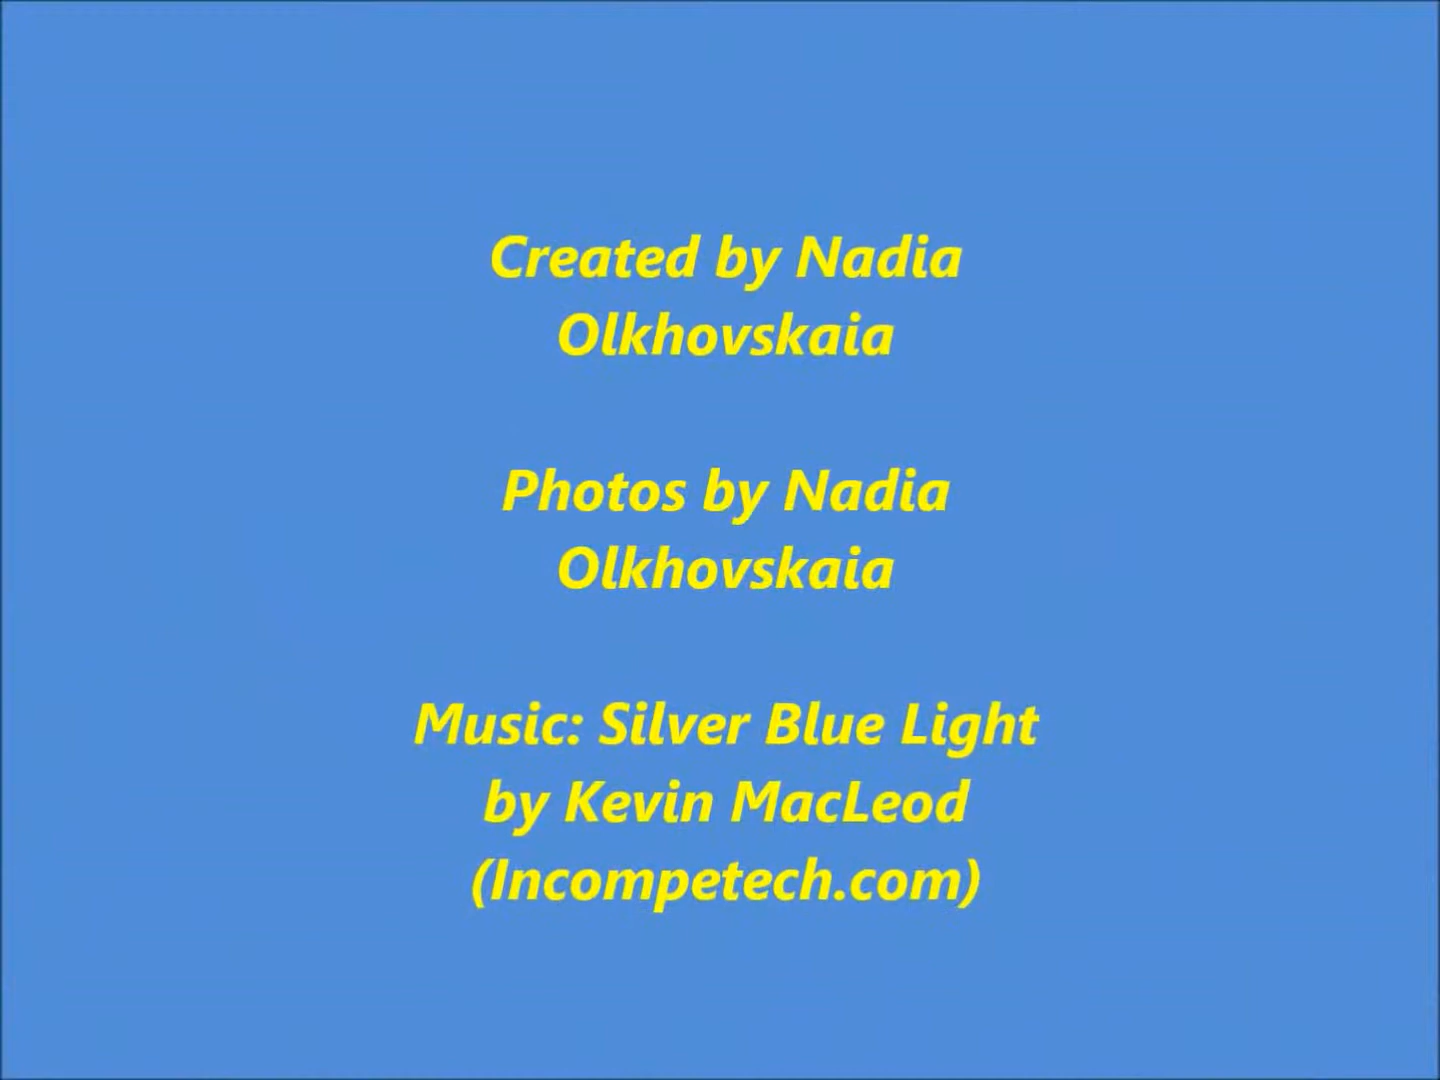 Created by Nadia
Olkhovskaia
Photos by Nadia
Olkhovskaia
Music: Silver Blue Light
by Kevin MacLeod
(Incompetech.com)